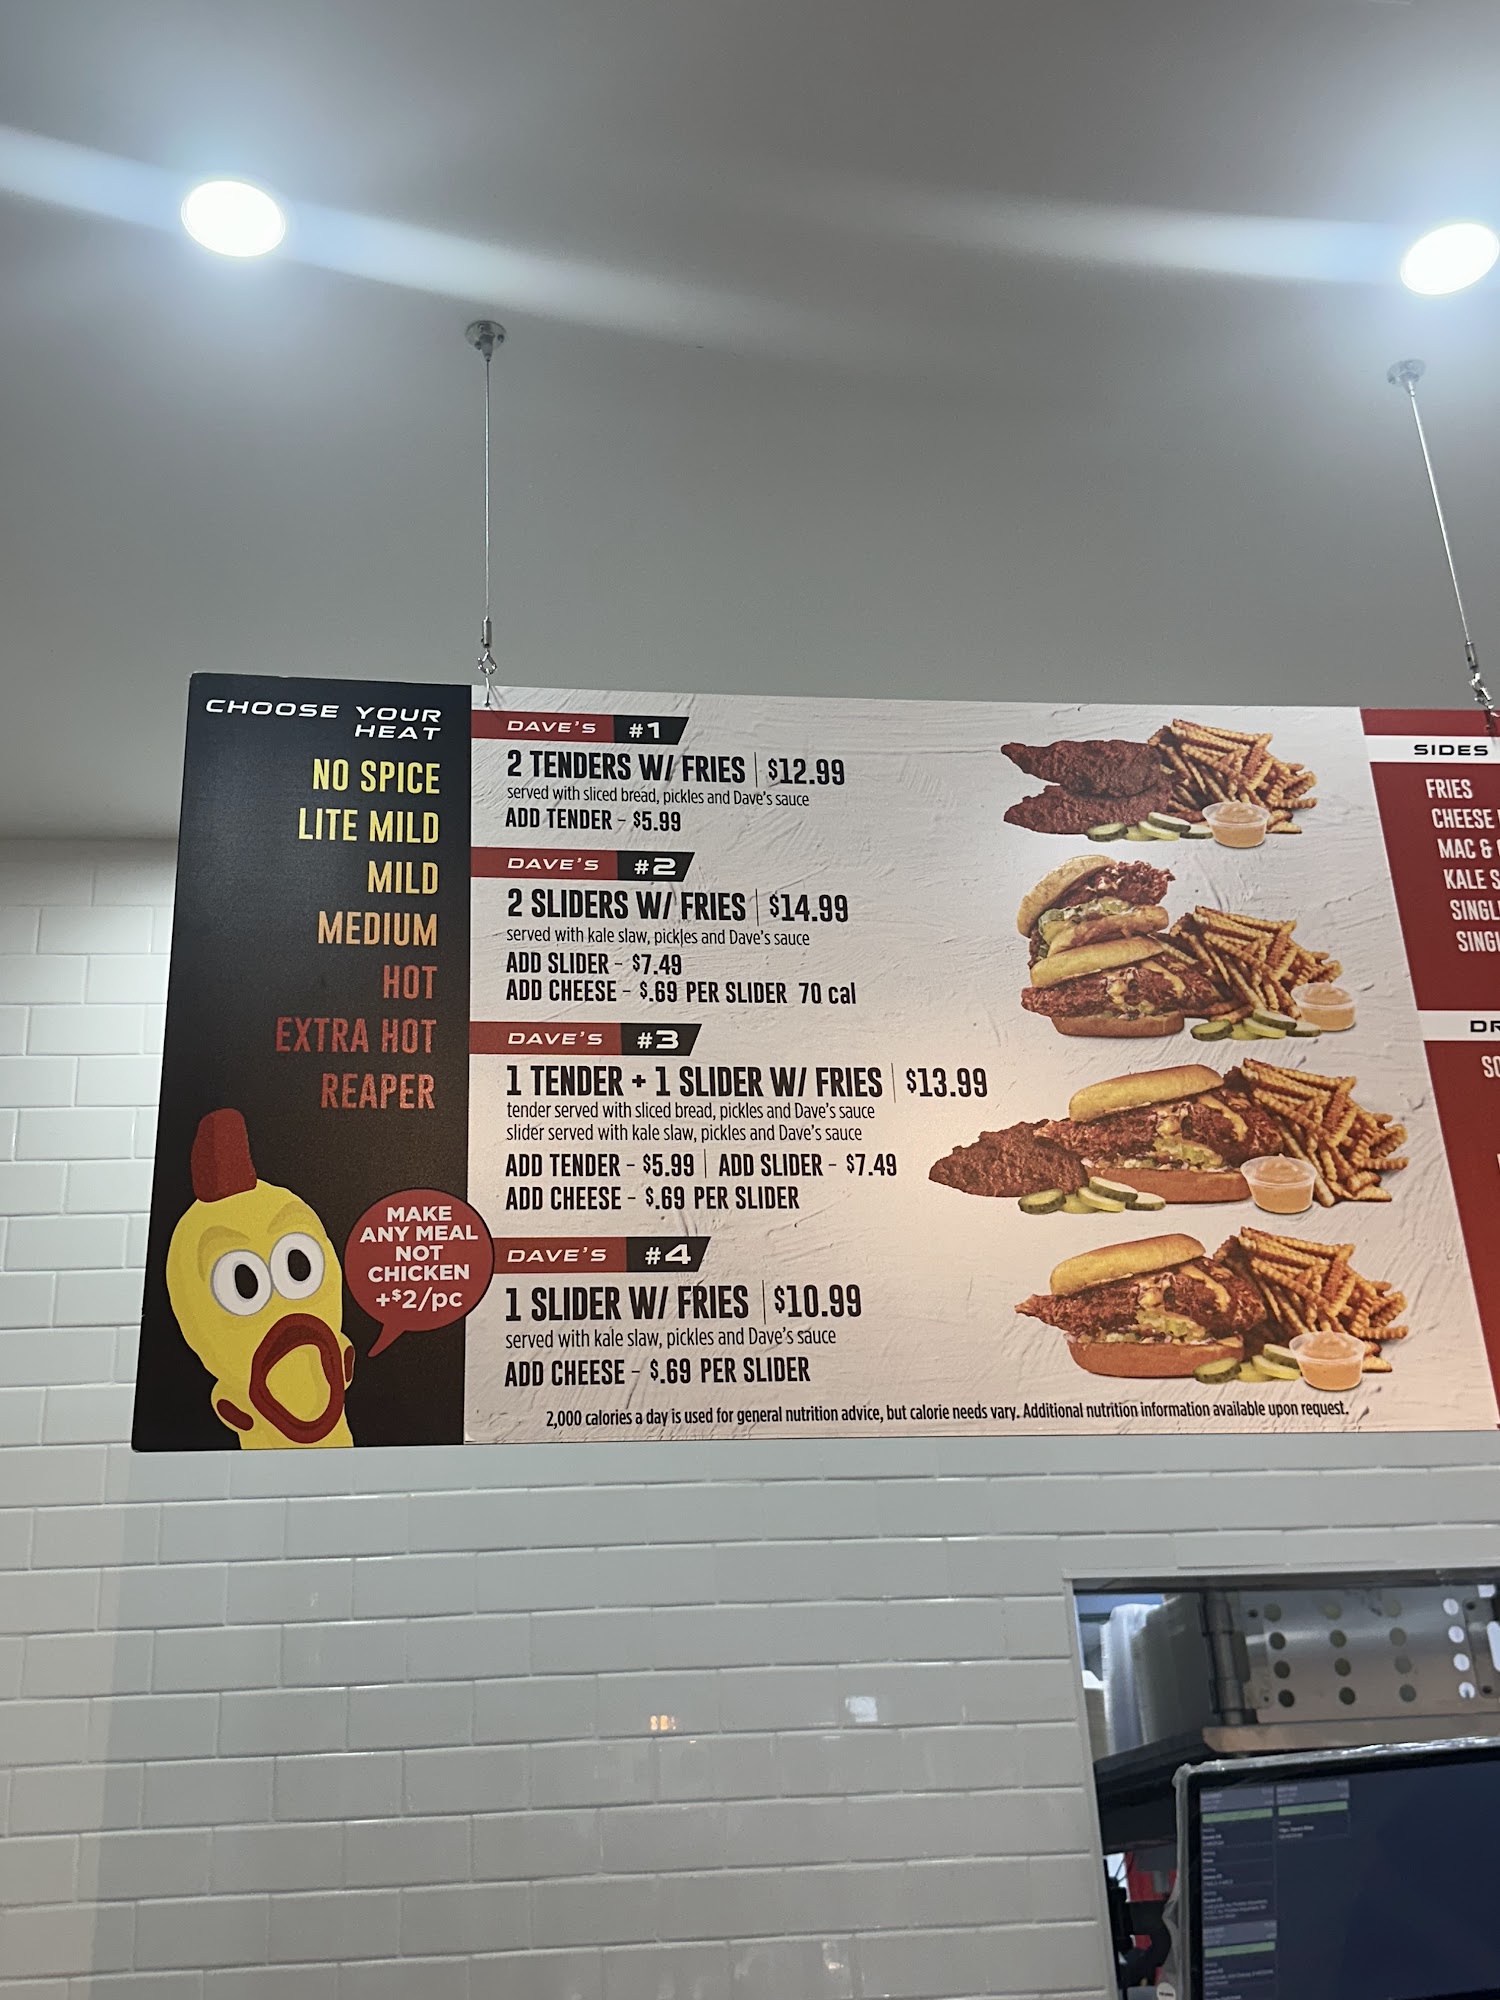 CHOOSE YOUR
HEAT
NO SPICE
LITE MILD
MILD
MEDIUM
HOT
EXTRA HOT
REAPER
MAKE
ANY MEAL
NOT
CHICKEN
+$2/pc
DAVE'S #1
2 TENDERS W/ FRIES | $12.99
served with sliced bread, pickles and Dave's sauce
ADD TENDER - $5.99
DAVE'S #2
2 SLIDERS W/ FRIES | $14.99
served with kale slaw, pickles and Dave's sauce
ADD SLIDER - $7.49
ADD CHEESE - $.69 PER SLIDER 70 cal
DAVE'S #3
1 TENDER + 1 SLIDER W/ FRIES | $13.99
tender served with sliced bread, pickles and Dave's sauce
slider served with kale slaw, pickles and Dave's sauce
ADD TENDER - $5.99 | ADD SLIDER - $7.49
ADD CHEESE - $.69 PER SLIDER
DAVE'S #4
1 SLIDER W/ FRIES | $10.99
served with kale slaw, pickles and Dave's sauce
ADD CHEESE - $.69 PER SLIDER
2,000 calories a day is used for general nutrition advice, but calorie needs vary. Additional nutrition information available upon request.
SIDES
FRIES
CHEESE
MAC &
KALE